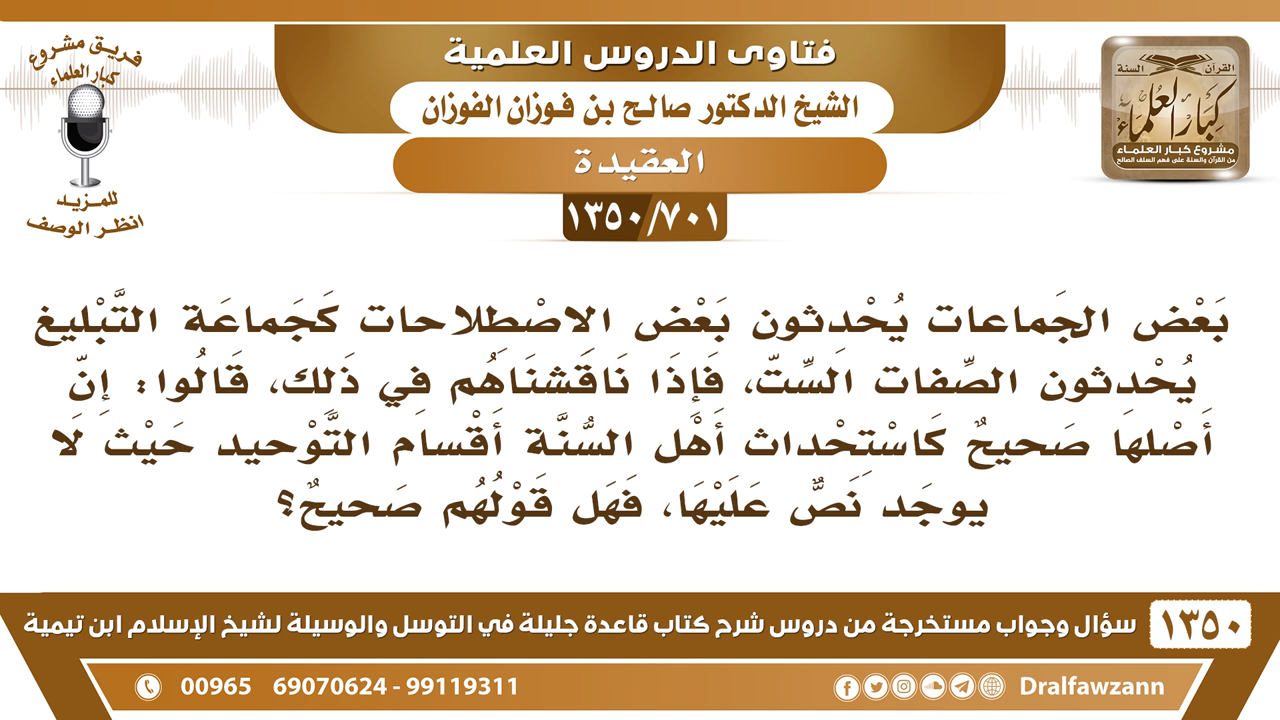 فتاوى الدروس العلمية
الشيخ الدكتور صالح بن فوزان الفوزان
العقيدة
١٣٥٠/٧٠١
القرآن السنة
كبار العلماء
مشروع كبار العلماء
من القرآن والسنة على فهم السلف الصالح
فريق مشروع
كبار العلماء
للمزيد
انظر الوصف
بَعْض الجَماعات يُحْدثون بَعْض الاصْطلاحات كَجَماعَة التَّبْليغ
يُحْدثون الصِّفات السِّتّ، فَإذَا نَاقَشنَاهُم في ذَلك، قَالُوا: إنّ
أَصْلهَا صَحيحٌ كَاسْتحْداث أَهْل السُّنَّة أَقْسَام التَّوْحيد حَيْثَ لَا
يوجَد نَصٌّ عَلَيْهَا، فَهَل قَوْلُهُم صَحيحٌ؟
١٣٥٠ سؤال وجواب مستخرجة من دروس شرح كتاب قاعدة جليلة في التوسل والوسيلة لشيخ الإسلام ابن تيمية
00965 69070624 - 99119311
Dralfawzann